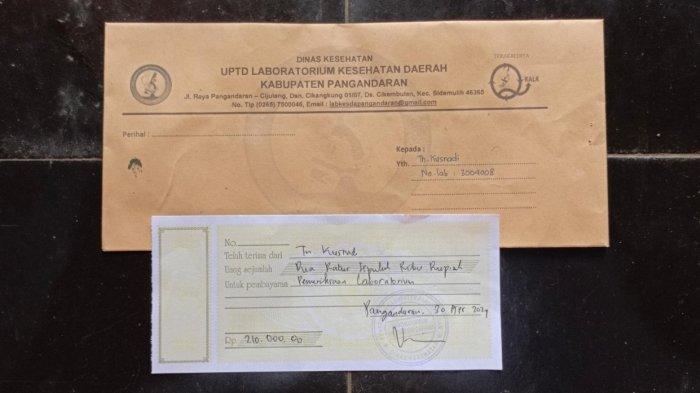 DINAS KESEHATAN
UPTD LABORATORIUM KESEHATAN DAERAH
KABUPATEN PANGANDARAN
Jl. Raya Pangandaran – Cijulang, Dsn. Cikangkung 01/07, Ds. Cikembulan, Kec. Sidamulih 46365
No. Tlp (0265) 7500046, Email : labkesdapangandaran@gmail.com
KALK
Perihal :
Kepada :
Yth. Tn. Kusnadi
No. lab : 3004008
No.
Telah terima dari Tn Kusnadi
Uang sejumlah Dua Ratus Sepuluh Ribu Rupiah
Untuk pembayaran Pemeriksaan Laboratorium
Pangandaran, 30 Apr 2024
Rp. 210.000,00